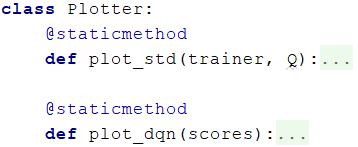 class Plotter:
@staticmethod
def plot_std(trainer, Q):...
@staticmethod
def plot_dqn(scores):...